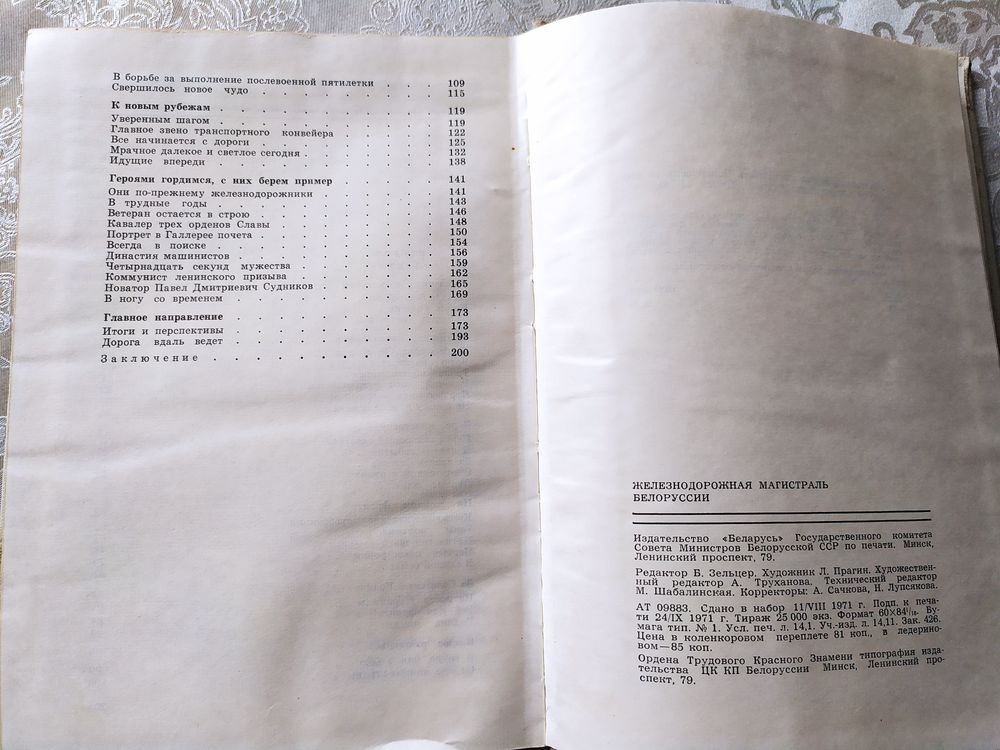 В борьбе за выполнение послевоенной пятилетки . . . 109
Свершилось новое чудо . . . . . . . . 115
К новым рубежам . . . . . . . . . 119
Уверенным шагом . . . . . . . . . 119
Главное звено транспортного конвейера . . . . 122
Все начинается с дороги . . . . . . . . 125
Мрачное далекое и светлое сегодня . . . . . . 132
Идущие впереди . . . . . . . . . 138
Героями гордимся, с них берем пример . . . . . 141
Они по-прежнему железнодорожники . . . . . 141
В трудные годы . . . . . . . . . 143
Ветеран остается в строю . . . . . . . . 146
Кавалер трех орденов Славы . . . . . . . 148
Портрет в Галлерее почета . . . . . . . . 150
Всегда в поиске . . . . . . . . . 154
Династия машинистов . . . . . . . . . 156
Четырнадцать секунд мужества . . . . . . 159
Коммунист ленинского призыва . . . . . . 162
Новатор Павел Дмитриевич Судников . . . . . 165
В ногу со временем . . . . . . . . . 169
Главное направление . . . . . . . . . 173
Итоги и перспективы . . . . . . . . . 173
Дорога вдаль ведет . . . . . . . . . 193
Заключение . . . . . . . . . . 200
ЖЕЛЕЗНОДОРОЖНАЯ МАГИСТРАЛЬ
БЕЛОРУССИИ
Издательство «Беларусь» Государственного комитета
Совета Министров Белорусской ССР по печати. Минск,
Ленинский проспект, 79.
Редактор Б. Зельцер, Художник Л. Прагин. Художествен-
ный редактор А. Труханова. Технический редактор
М. Шабалинская. Корректоры: А. Сачкова, Н. Лупсякова.
АТ 09883. Сдано в набор 11/VIII 1971 г. Подп. к печа-
ти 24/IX 1971 г. Тираж 25 000 экз. Формат 60×84¹/₁₆. Бу-
мага тип. № 1. Усл. печ. л. 14,1. Уч.-изд. л. 14,11. Зак. 426.
Цена в коленкоровом переплете 81 коп., в ледерино-
вом—85 коп.
Ордена Трудового Красного Знамени типография изда-
тельства ЦК КП Белоруссии Минск, Ленинский про-
спект, 79.